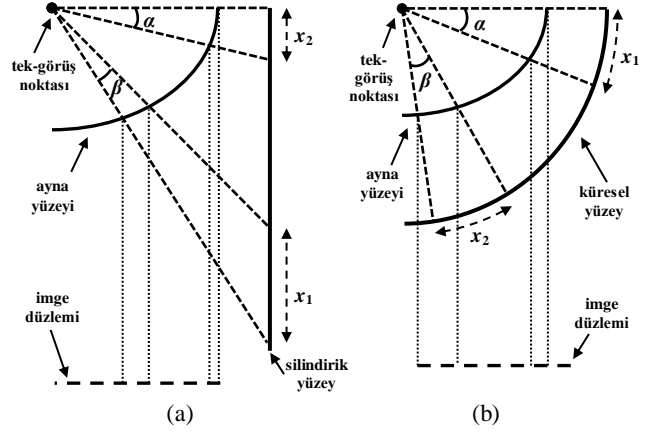 α
x2
tek-görüş
noktası
β
ayna
yüzeyi
x1
imge
düzlemi
silindirik
yüzey
(a)
α
x1
tek-
görüş
noktası
β
ayna
yüzeyi
küresel
yüzey
x2
imge
düzlemi
(b)